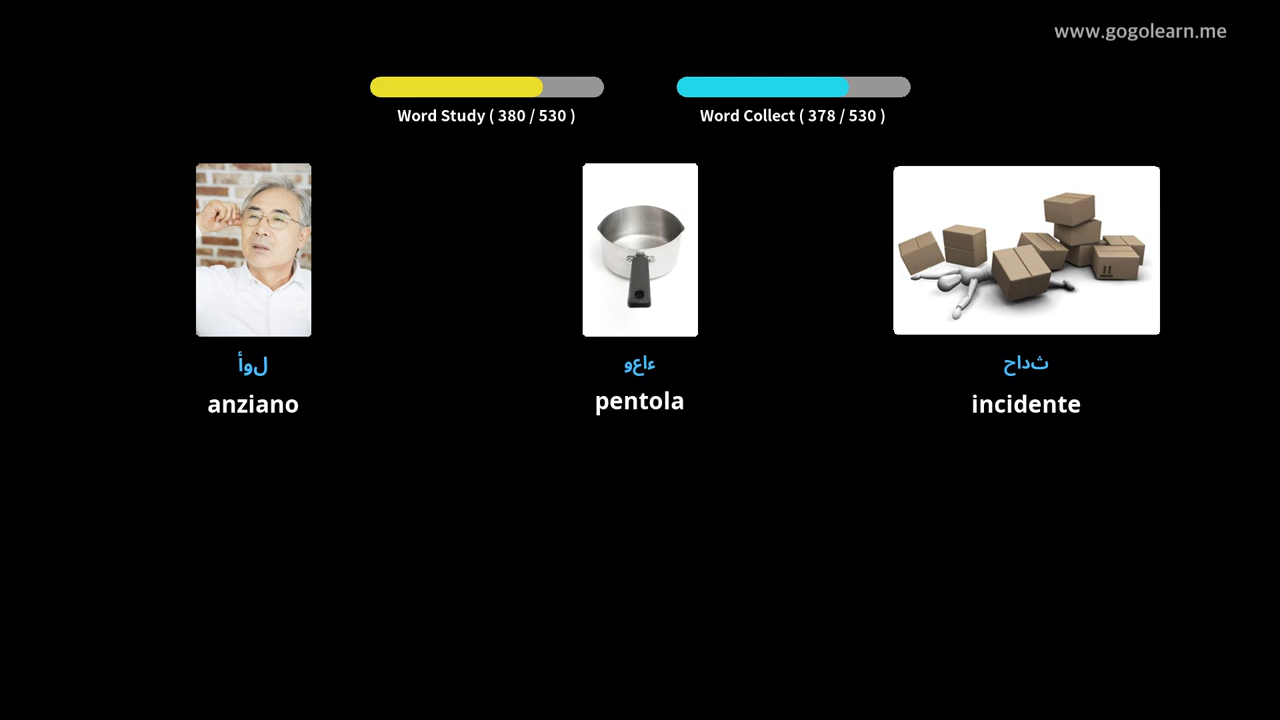 www.gogolearn.me
Word Study ( 380 / 530 )
Word Collect ( 378 / 530 )
لوأ
anziano
ءاعو
pentola
ثداح
incidente